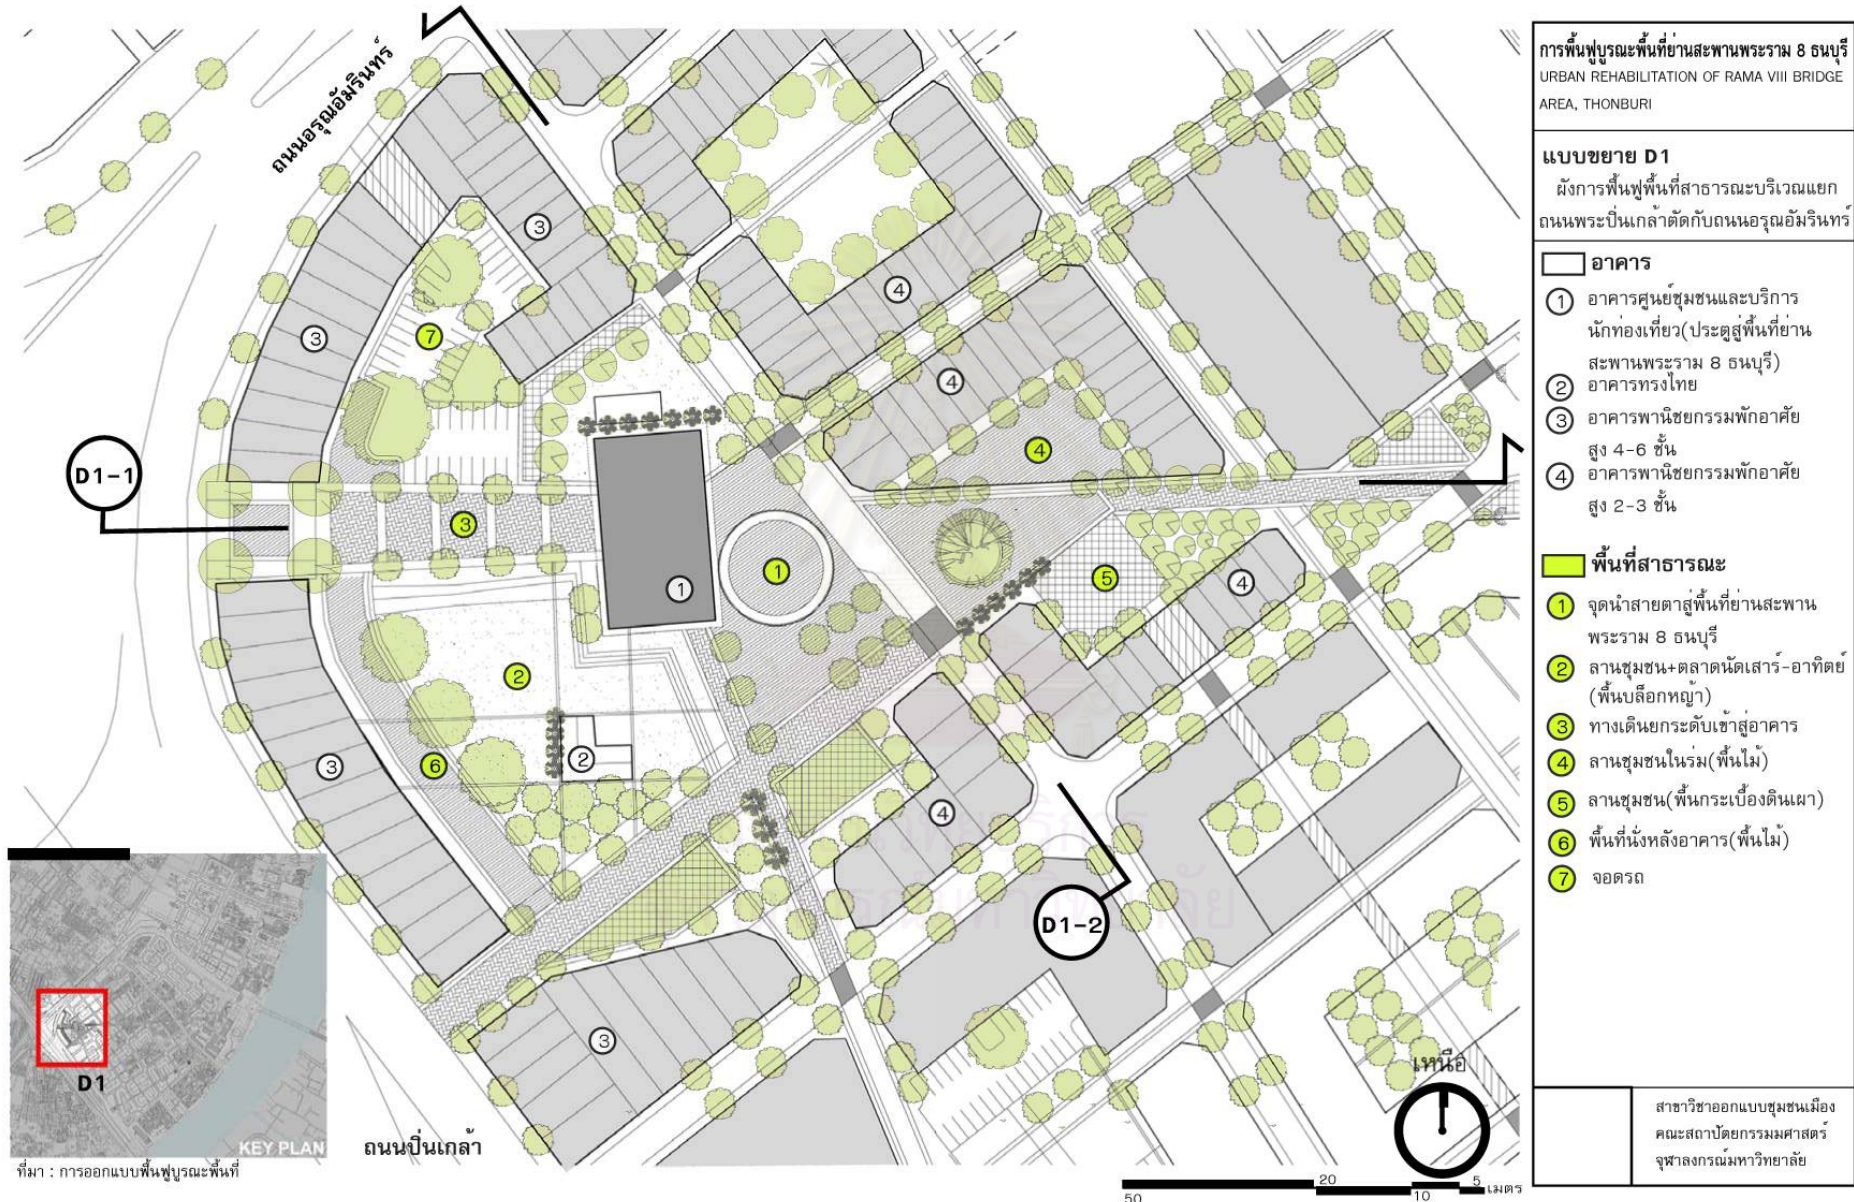 การฟื้นฟูบูรณะพื้นที่ย่านสะพานพระราม 8 ธนบุรี
URBAN REHABILITATION OF RAMA VIII BRIDGE
AREA, THONBURI
แบบขยาย D1
ผังการฟื้นฟูพื้นที่สาธารณะบริเวณแยก
ถนนพระปิ่นเกล้าตัดกับถนนอรุณอัมรินทร์
อาคาร
1 อาคารศูนย์ชุมชนและบริการ
นักท่องเที่ยว(ประตูสู่พื้นที่ย่าน
สะพานพระราม 8 ธนบุรี)
2 อาคารทรงไทย
3 อาคารพานิชยกรรมพักอาศัย
สูง 4-6 ชั้น
4 อาคารพานิชยกรรมพักอาศัย
สูง 2-3 ชั้น
พื้นที่สาธารณะ
1 จุดนำสายตาสู่พื้นที่ย่านสะพาน
พระราม 8 ธนบุรี
2 ลานชุมชน+ตลาดนัดเสาร์-อาทิตย์
(พื้นบล็อกหญ้า)
3 ทางเดินยกระดับเข้าสู่อาคาร
4 ลานชุมชนในร่ม(พื้นไม้)
5 ลานชุมชน(พื้นกระเบื้องดินเผา)
6 พื้นที่นั่งหลังอาคาร(พื้นไม้)
7 จอดรถ
สาขาวิชาออกแบบชุมชนเมือง
คณะสถาปัตยกรรมมศาสตร์
จุฬาลงกรณ์มหาวิทยาลัย
ถนนอรุณอัมรินทร์
3
4
3
7
4
4
D1-1
3
1
1
5
4
2
2
3
6
4
D1-2
3
D1
KEY PLAN
ที่มา : การออกแบบฟื้นฟูบูรณะพื้นที่
ถนนปิ่นเกล้า
เหนือ
50
20
10
5
เมตร